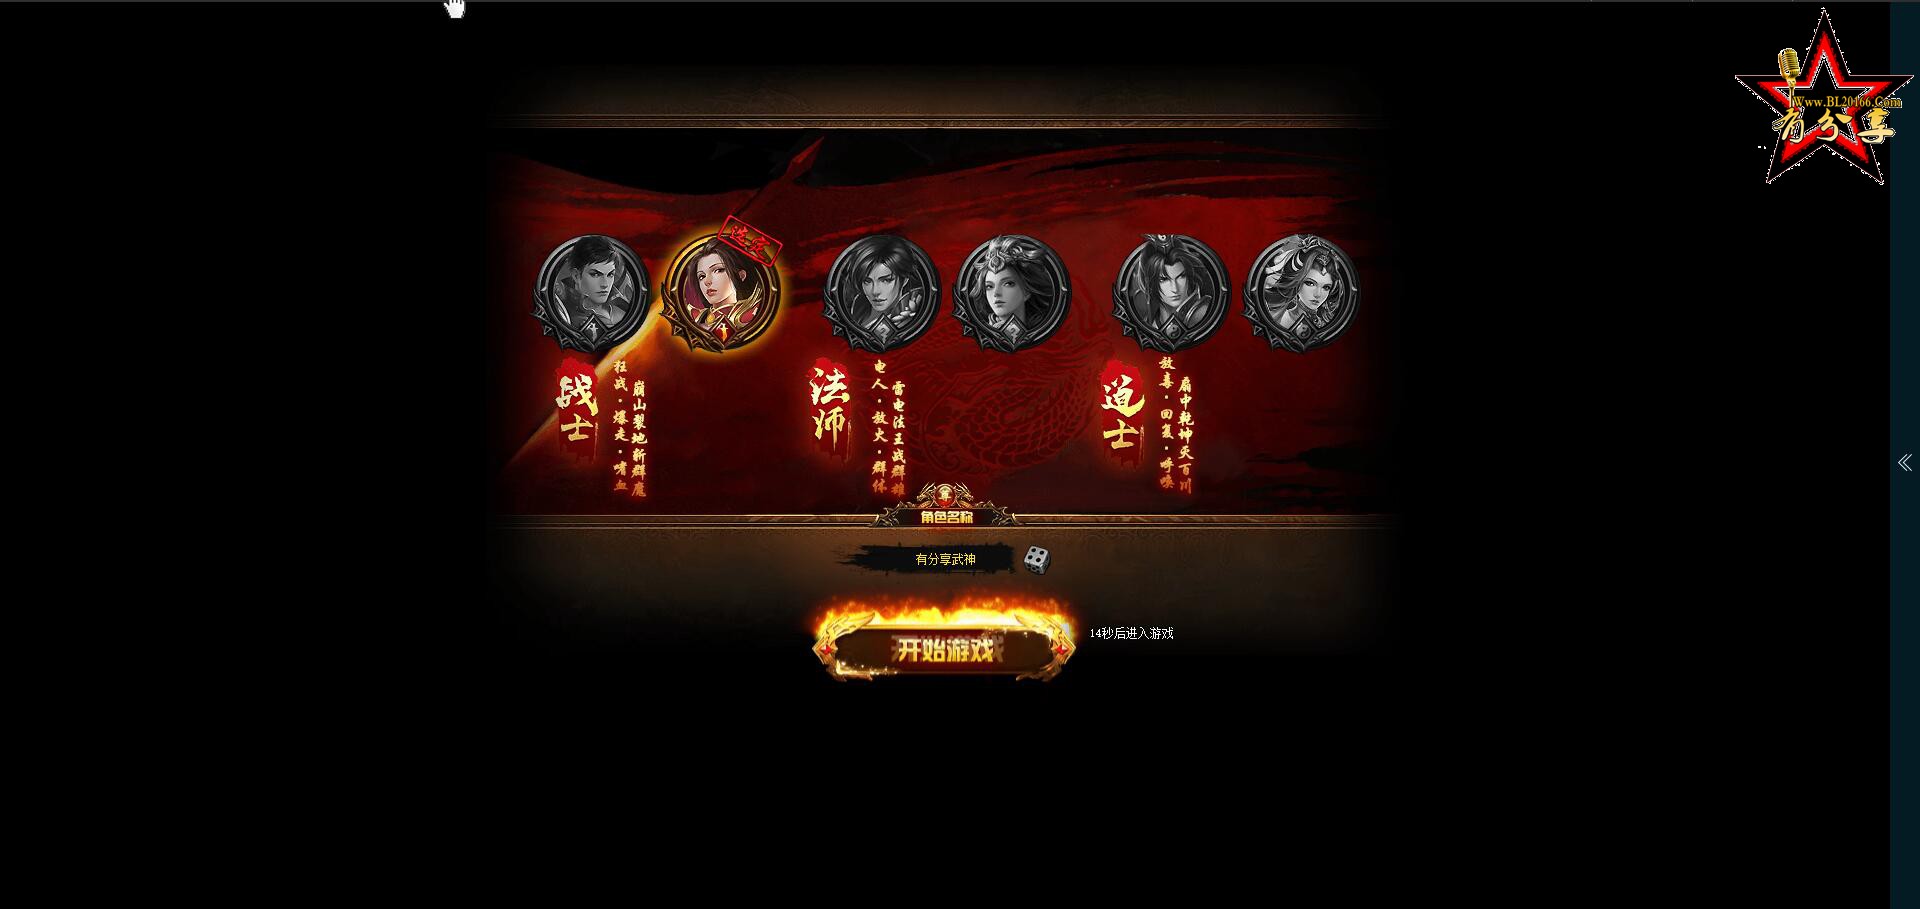 Www.BL20166.Com
有分享
选定
战士
狂战·爆走·嗜血
崩山裂地斩群魔
法师
电人·放火·群体
雷电法王战群雄
道士
放毒·回复·呼唤
扇中乾坤灭百川
尊
角色名称
有分享武神
开始游戏
14秒后进入游戏